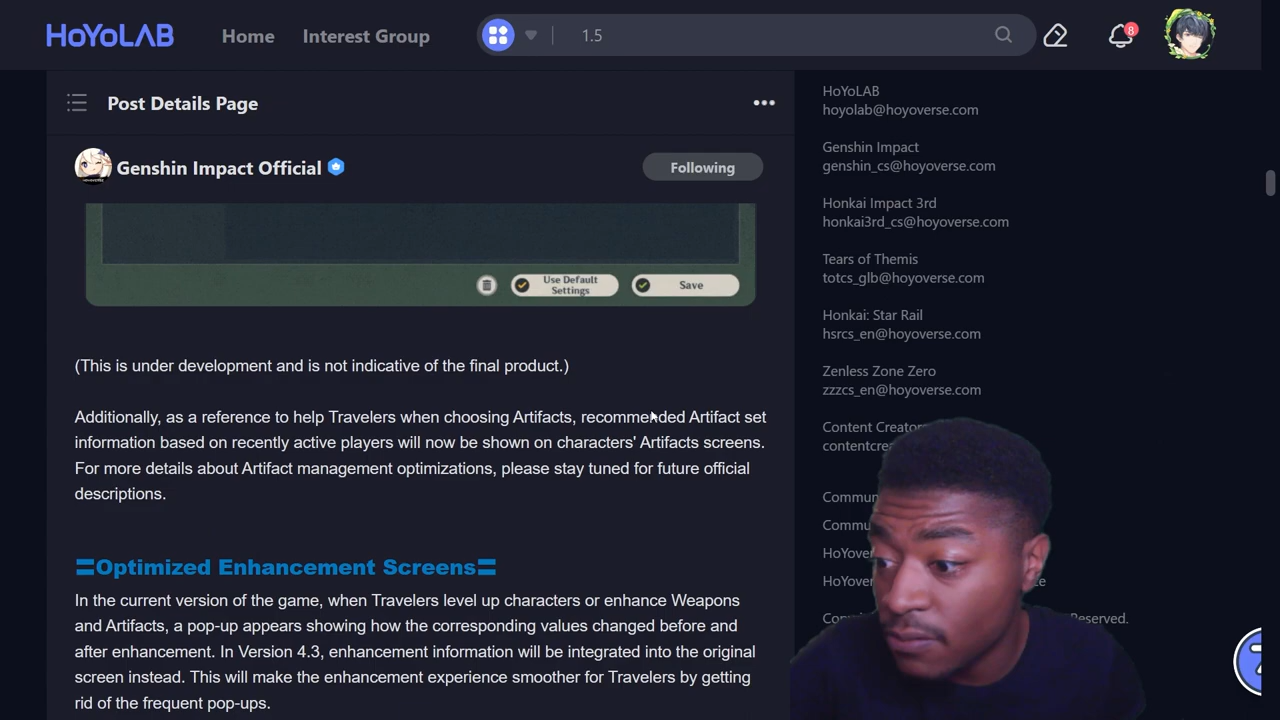 HoYoLAB
Home
Interest Group
1.5
8
Post Details Page
Genshin Impact Official
Following
Use Default
Settings
Save
(This is under development and is not indicative of the final product.)
Additionally, as a reference to help Travelers when choosing Artifacts, recommended Artifact set
information based on recently active players will now be shown on characters' Artifacts screens.
For more details about Artifact management optimizations, please stay tuned for future official
descriptions.
〓Optimized Enhancement Screens〓
In the current version of the game, when Travelers level up characters or enhance Weapons
and Artifacts, a pop-up appears showing how the corresponding values changed before and
after enhancement. In Version 4.3, enhancement information will be integrated into the original
screen instead. This will make the enhancement experience smoother for Travelers by getting
rid of the frequent pop-ups.
HoYoLAB
hoyolab@hoyoverse.com
Genshin Impact
genshin_cs@hoyoverse.com
Honkai Impact 3rd
honkai3rd_cs@hoyoverse.com
Tears of Themis
totcs_glb@hoyoverse.com
Honkai: Star Rail
hsrcs_en@hoyoverse.com
Zenless Zone Zero
zzzcs_en@hoyoverse.com
Content Creator
Reserved.